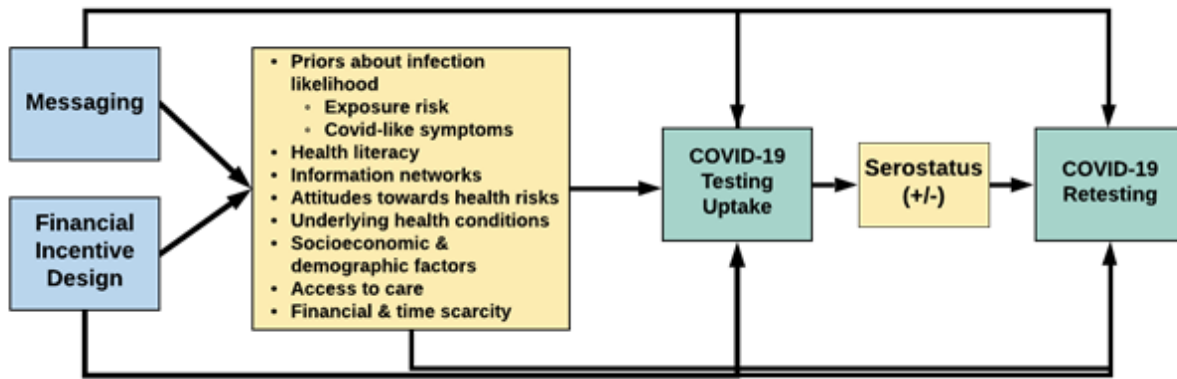 Messaging
Financial
Incentive
Design
• Priors about infection
likelihood
◦ Exposure risk
◦ Covid-like symptoms
• Health literacy
• Information networks
• Attitudes towards health risks
• Underlying health conditions
• Socioeconomic &
demographic factors
• Access to care
• Financial & time scarcity
COVID-19
Testing
Uptake
Serostatus
(+/-)
COVID-19
Retesting